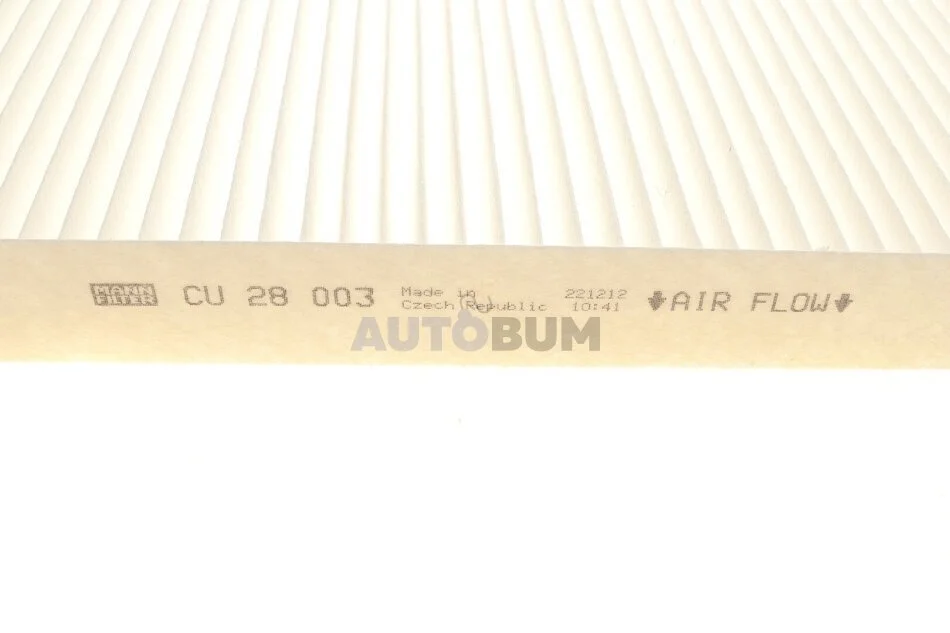 MANN FILTER
CU 28 003
Made in
Czech Republic
221212
10:41
AIR FLOW
AUTOBUM